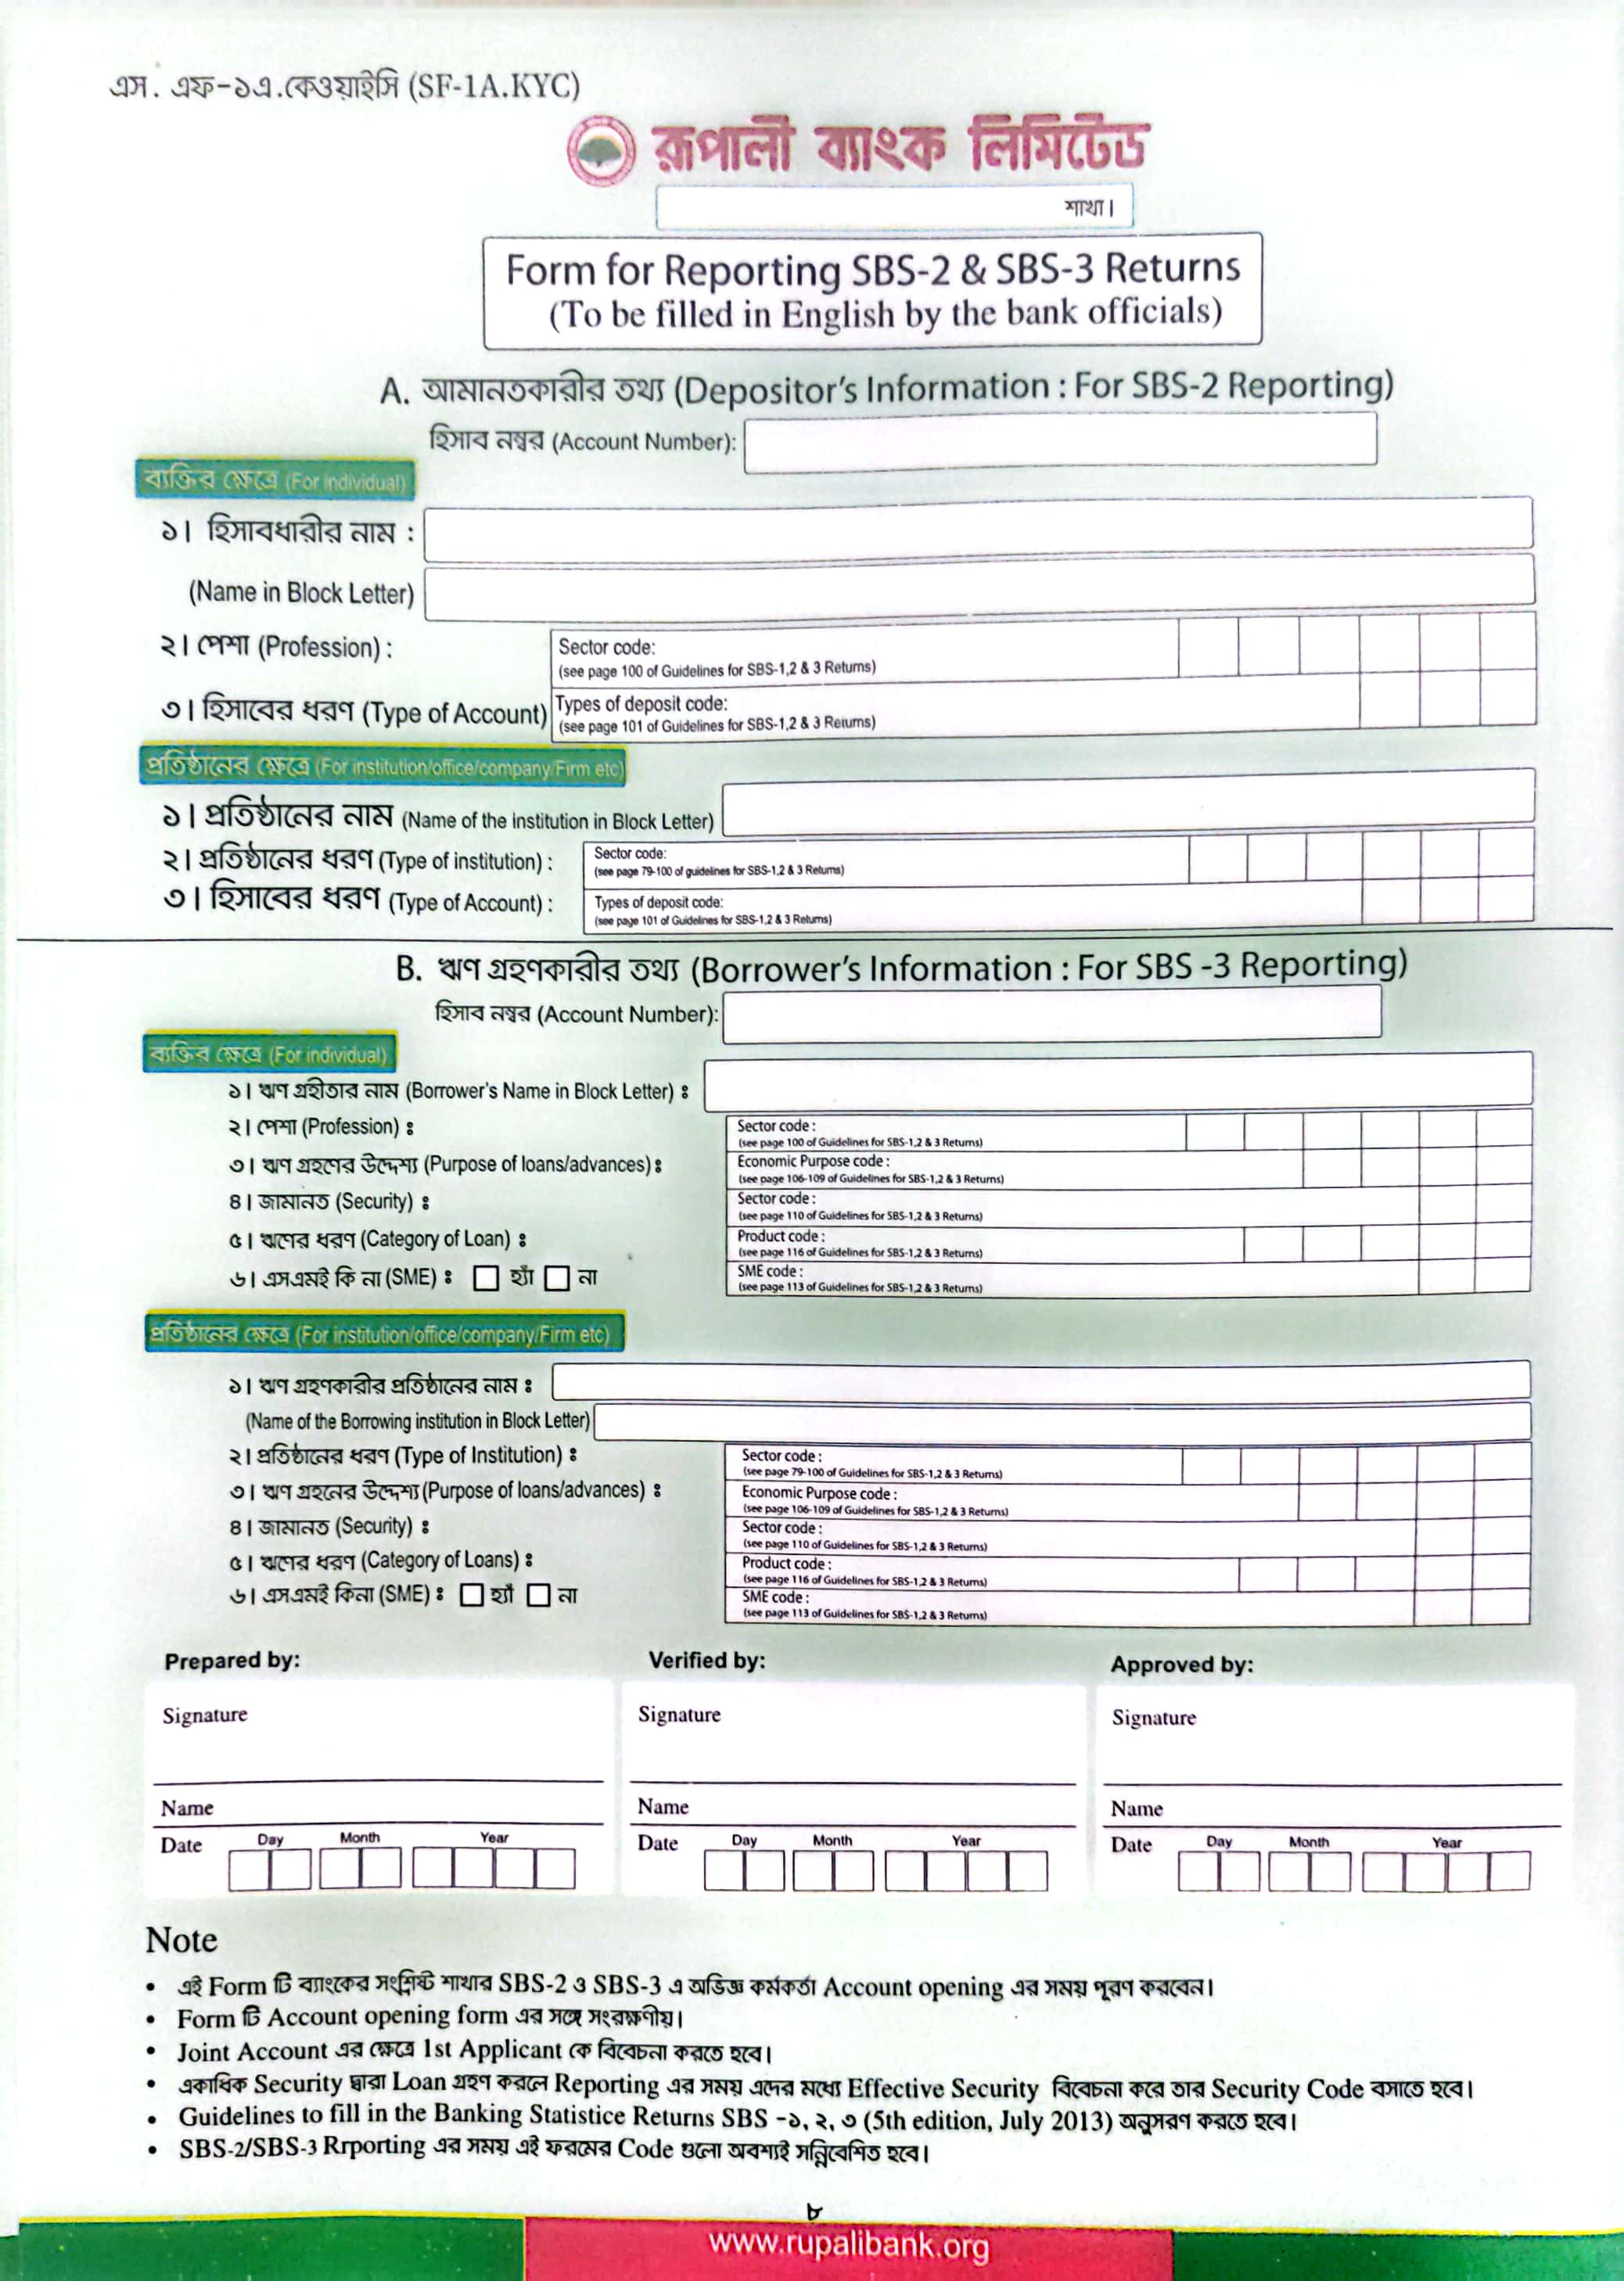 এস. এফ-১এ.কেওয়াইসি (SF-1A.KYC)
রূপালী ব্যাংক লিমিটেড
শাখা।
Form for Reporting SBS-2 & SBS-3 Returns
(To be filled in English by the bank officials)
A. আমানতকারীর তথ্য (Depositor's Information : For SBS-2 Reporting)
হিসাব নম্বর (Account Number):
ব্যক্তির ক্ষেত্রে (For individual)
১। হিসাবধারীর নাম :
(Name in Block Letter)
২। পেশা (Profession) : Sector code:
(see page 100 of Guidelines for SBS-1,2 & 3 Returns)
৩। হিসাবের ধরণ (Type of Account) Types of deposit code:
(see page 101 of Guidelines for SBS-1,2 & 3 Returns)
প্রতিষ্ঠানের ক্ষেত্রে (For institution/office/company/Firm etc)
১। প্রতিষ্ঠানের নাম (Name of the institution in Block Letter)
২। প্রতিষ্ঠানের ধরণ (Type of institution) : Sector code:
(see page 79-100 of guidelines for SBS-1,2 & 3 Returns)
৩। হিসাবের ধরণ (Type of Account) : Types of deposit code:
(see page 101 of Guidelines for SBS-1,2 & 3 Returns)
B. ঋণ গ্রহণকারীর তথ্য (Borrower's Information : For SBS -3 Reporting)
হিসাব নম্বর (Account Number):
ব্যক্তির ক্ষেত্রে (For individual)
১। ঋণ গ্রহীতার নাম (Borrower's Name in Block Letter) ঃ
২। পেশা (Profession) ঃ Sector code :
(see page 100 of Guidelines for SBS-1,2 & 3 Returns)
৩। ঋণ গ্রহণের উদ্দেশ্য (Purpose of loans/advances) ঃ Economic Purpose code :
(see page 106-109 of Guidelines for SBS-1,2 & 3 Returns)
৪। জামানত (Security) ঃ Sector code :
(see page 110 of Guidelines for SBS-1,2 & 3 Returns)
৫। ঋণের ধরণ (Category of Loan) ঃ Product code :
(see page 116 of Guidelines for SBS-1,2 & 3 Returns)
৬। এসএমই কি না (SME) ঃ হ্যাঁ না SME code :
(see page 113 of Guidelines for SBS-1,2 & 3 Returns)
প্রতিষ্ঠানের ক্ষেত্রে (For institution/office/company/Firm etc)
১। ঋণ গ্রহণকারীর প্রতিষ্ঠানের নাম ঃ
(Name of the Borrowing institution in Block Letter)
২। প্রতিষ্ঠানের ধরণ (Type of Institution) ঃ Sector code :
(see page 79-100 of Guidelines for SBS-1,2 & 3 Returns)
৩। ঋণ গ্রহনের উদ্দেশ্য (Purpose of loans/advances) ঃ Economic Purpose code :
(see page 106-109 of Guidelines for SBS-1,2 & 3 Returns)
৪। জামানত (Security) ঃ Sector code :
(see page 110 of Guidelines for SBS-1,2 & 3 Returns)
৫। ঋণের ধরণ (Category of Loans) ঃ Product code :
(see page 116 of Guidelines for SBS-1,2 & 3 Returns)
৬। এসএমই কিনা (SME) ঃ হ্যাঁ না SME code :
(see page 113 of Guidelines for SBS-1,2 & 3 Returns)
Prepared by: Verified by: Approved by:
Signature Signature Signature
Name Name Name
Date Day Month Year Date Day Month Year Date Day Month Year
Note
• এই Form টি ব্যাংকের সংশ্লিষ্ট শাখার SBS-2 ও SBS-3 এ অভিজ্ঞ কর্মকর্তা Account opening এর সময় পূরণ করবেন।
• Form টি Account opening form এর সঙ্গে সংরক্ষণীয়।
• Joint Account এর ক্ষেত্রে 1st Applicant কে বিবেচনা করতে হবে।
• একাধিক Security দ্বারা Loan গ্রহণ করলে Reporting এর সময় এদের মধ্যে Effective Security বিবেচনা করে তার Security Code বসাতে হবে।
• Guidelines to fill in the Banking Statistice Returns SBS -১, ২, ৩ (5th edition, July 2013) অনুসরণ করতে হবে।
• SBS-2/SBS-3 Rrporting এর সময় এই ফরমের Code গুলো অবশ্যই সন্নিবেশিত হবে।
৮
www.rupalibank.org